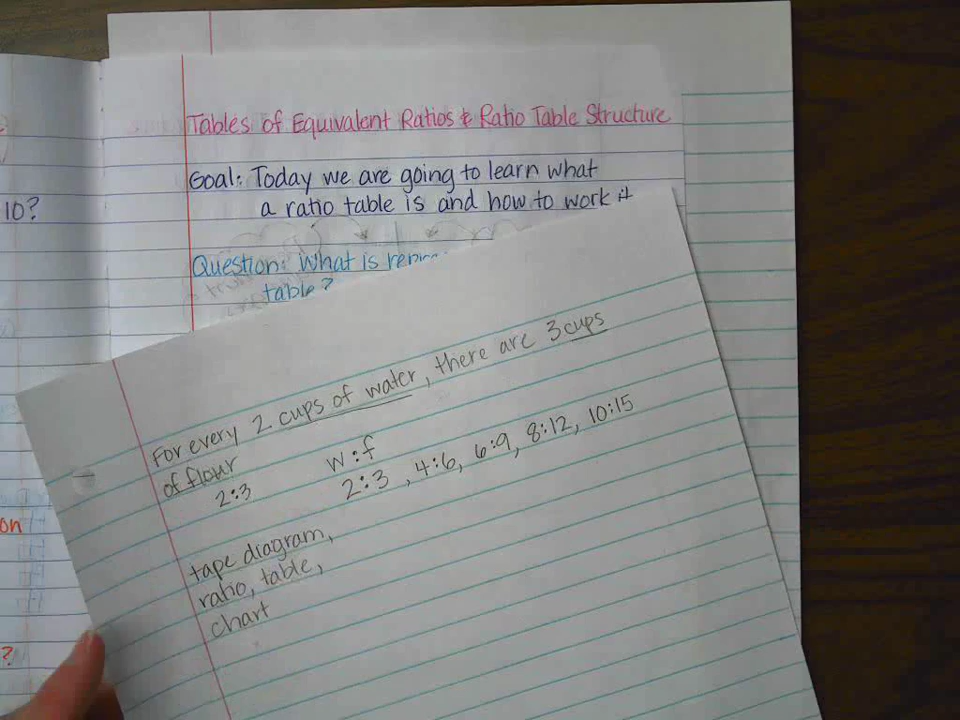 Tables of Equivalent Ratios & Ratio Table Structure
Goal: Today we are going to learn what
a ratio table is and how to work it
10?
Question: What is
table?
For every 2 cups of water, there are 3 cups
of flour
w:f
2:3
2:3, 4:6, 6:9, 8:12, 10:15
tape diagram,
ratio, table,
chart
on
?